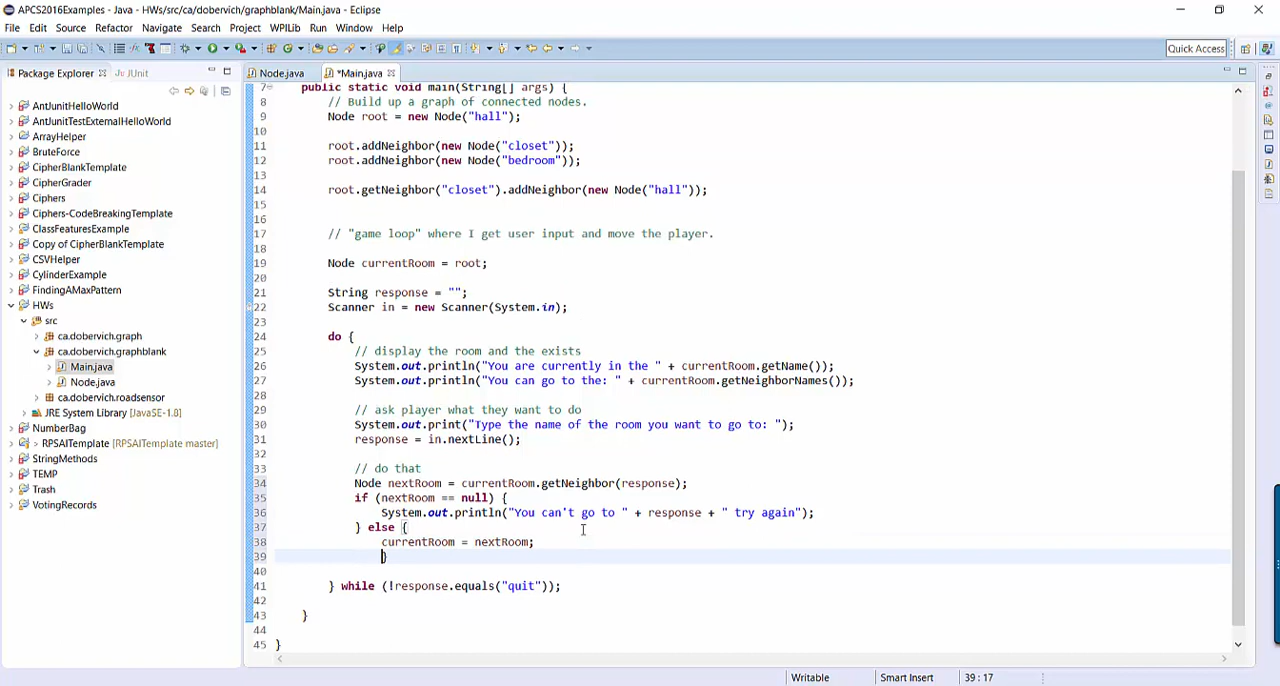 APCS2016Examples - Java - HWs/src/ca/dobervich/graphblank/Main.java - Eclipse
File Edit Source Refactor Navigate Search Project WPILib Run Window Help
Quick Access
Package Explorer JUnit
Node.java *Main.java
AntJunitHelloWorld
AntJunitTestExternalHelloWorld
ArrayHelper
BruteForce
CipherBlankTemplate
CipherGrader
Ciphers
Ciphers-CodeBreakingTemplate
ClassFeaturesExample
Copy of CipherBlankTemplate
CSVHelper
CylinderExample
FindingAMaxPattern
HWs
src
ca.dobervich.graph
ca.dobervich.graphblank
Main.java
Node.java
ca.dobervich.roadsensor
JRE System Library [JavaSE-1.8]
NumberBag
> RPSAITemplate [RPSAITemplate master]
StringMethods
TEMP
Trash
VotingRecords
7 public static void main(String[] args) {
8 // Build up a graph of connected nodes.
9 Node root = new Node("hall");
10
11 root.addNeighbor(new Node("closet"));
12 root.addNeighbor(new Node("bedroom"));
13
14 root.getNeighbor("closet").addNeighbor(new Node("hall"));
15
16
17 // "game loop" where I get user input and move the player.
18
19 Node currentRoom = root;
20
21 String response = "";
22 Scanner in = new Scanner(System.in);
23
24 do {
25 // display the room and the exists
26 System.out.println("You are currently in the " + currentRoom.getName());
27 System.out.println("You can go to the: " + currentRoom.getNeighborNames());
28
29 // ask player what they want to do
30 System.out.print("Type the name of the room you want to go to: ");
31 response = in.nextLine();
32
33 // do that
34 Node nextRoom = currentRoom.getNeighbor(response);
35 if (nextRoom == null) {
36 System.out.println("You can't go to " + response + " try again");
37 } else {
38 currentRoom = nextRoom;
39 }
40
41 } while (!response.equals("quit"));
42
43 }
44
45 }
Writable Smart Insert 39 : 17